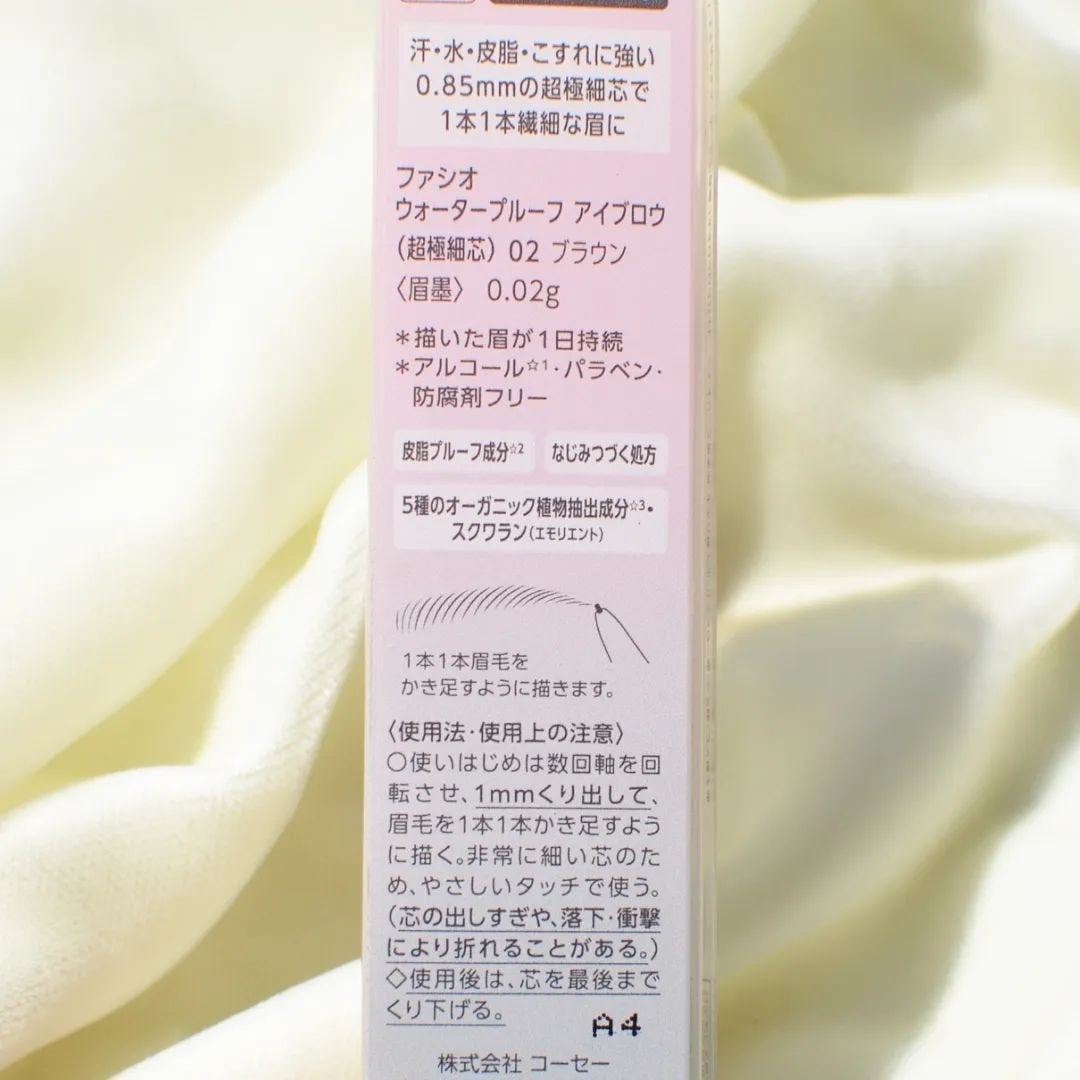 汗・水・皮脂・こすれに強い
0.85mmの超極細芯で
1本1本繊細な眉に
ファシオ
ウォータープルーフ アイブロウ
（超極細芯） 02 ブラウン
〈眉墨〉 0.02g
＊描いた眉が1日持続
＊アルコール☆1・パラベン・
防腐剤フリー
皮脂プルーフ成分☆2 なじみつづく処方
5種のオーガニック植物抽出成分☆3・
スクワラン（エモリエント）
1本1本眉毛を
かき足すように描きます。
〈使用法・使用上の注意〉
○使いはじめは数回軸を回
転させ、1mmくり出して、
眉毛を1本1本かき足すよう
に描く。非常に細い芯のた
め、やさしいタッチで使う。
（芯の出しすぎや、落下・衝撃
により折れることがある。）
◇使用後は、芯を最後まで
くり下げる。
A4
株式会社 コーセー